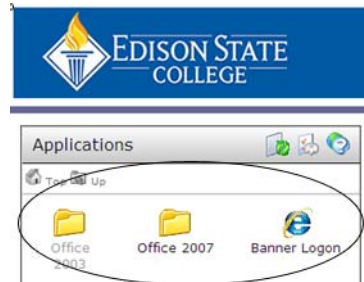 EDISON STATE
COLLEGE
Applications
Top Up
Office 2003
Office 2007
Banner Logon